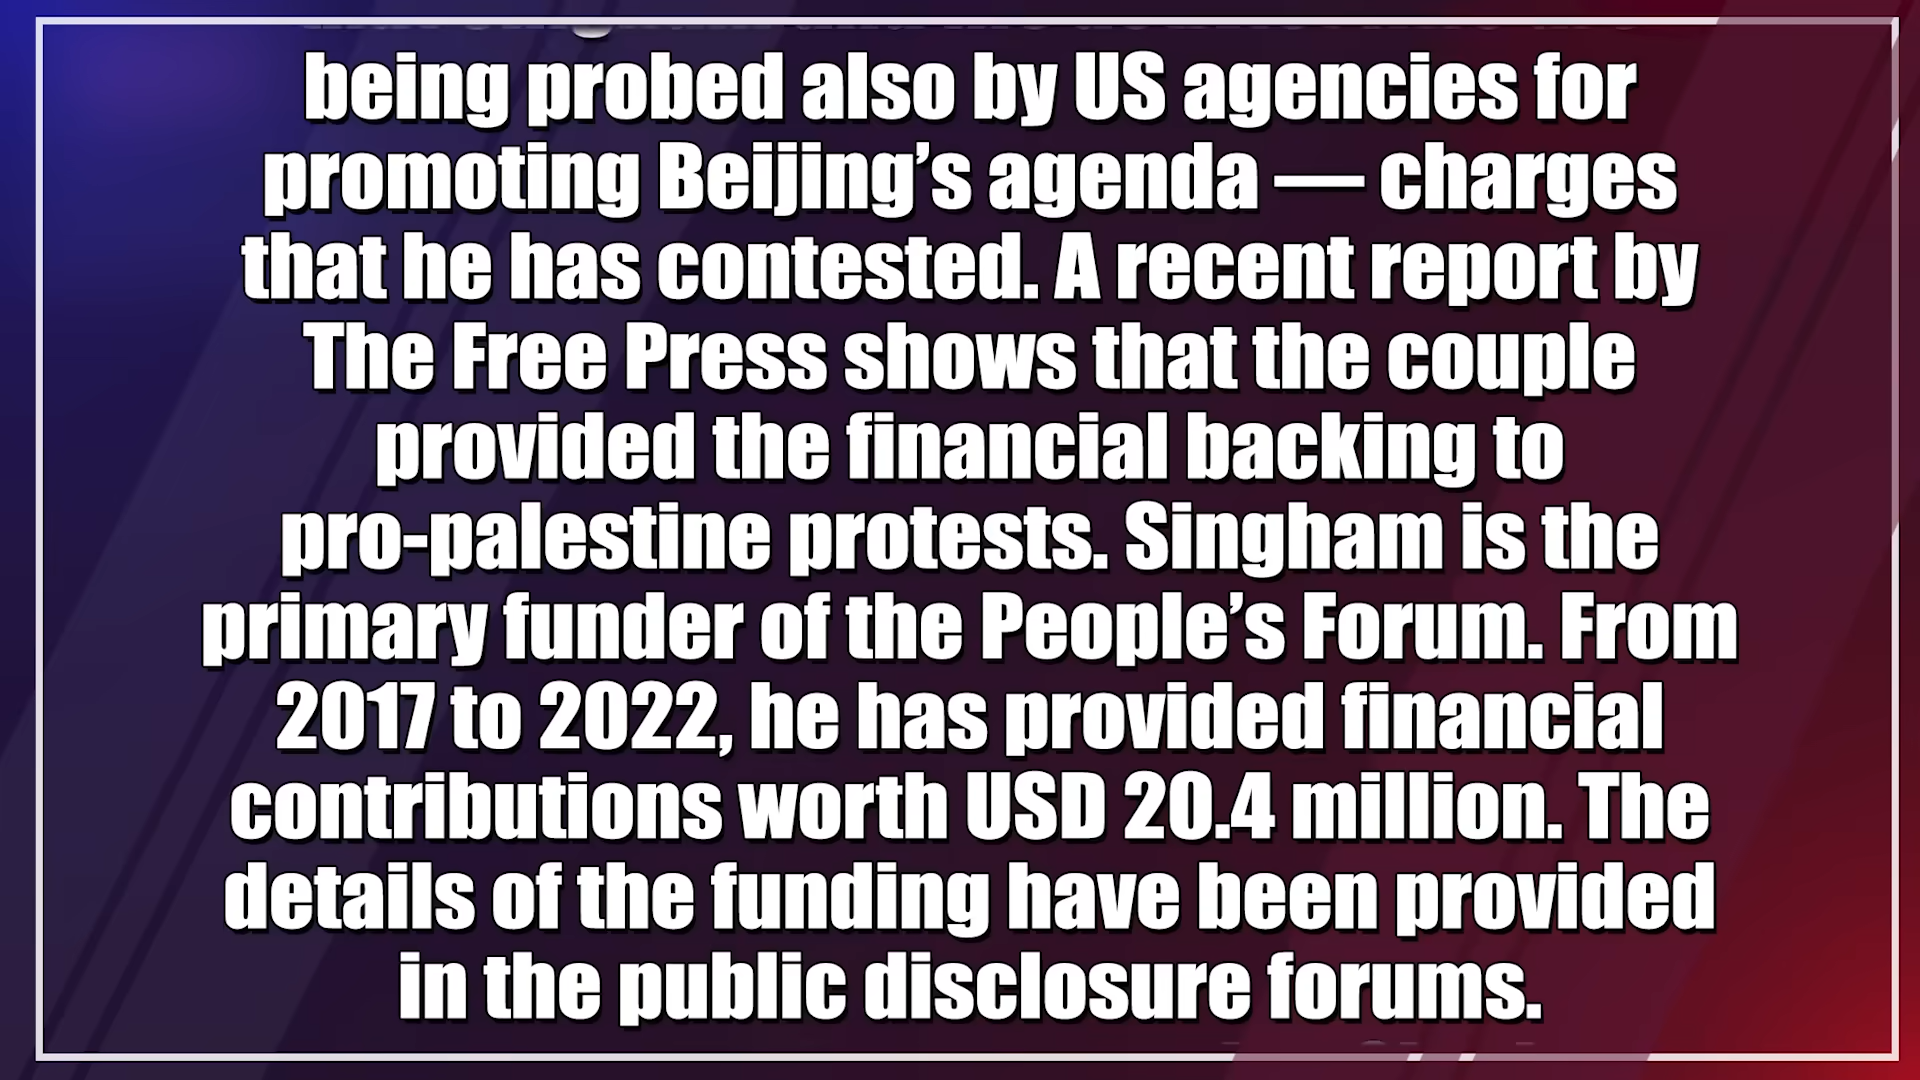 being probed also by US agencies for
promoting Beijing’s agenda — charges
that he has contested. A recent report by
The Free Press shows that the couple
provided the financial backing to
pro-palestine protests. Singham is the
primary funder of the People’s Forum. From
2017 to 2022, he has provided financial
contributions worth USD 20.4 million. The
details of the funding have been provided
in the public disclosure forums.